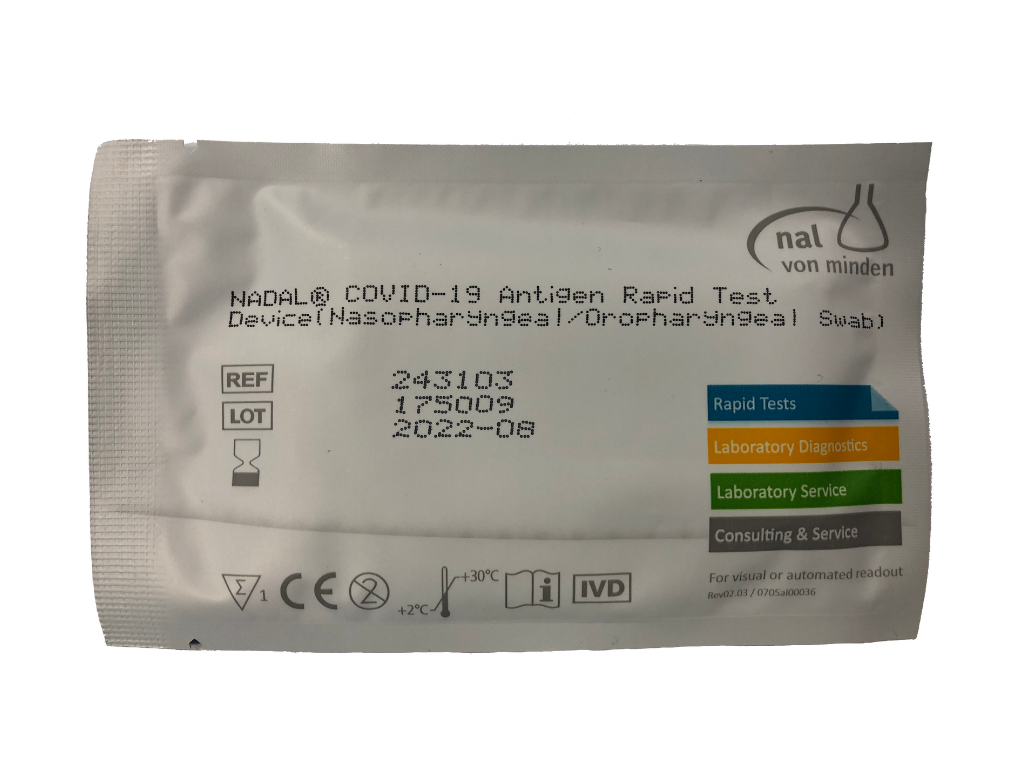 nal
von minden
NADAL® COVID-19 Antigen Rapid Test
Device(Nasopharyngeal/Oropharyngeal Swab)
REF 243103
LOT 175009
2022-08
Rapid Tests
Laboratory Diagnostics
Laboratory Service
Consulting & Service
Σ 1 CE 2 +2°C +30°C i IVD
For visual or automated readout
Rev02.03 / 0705al00036